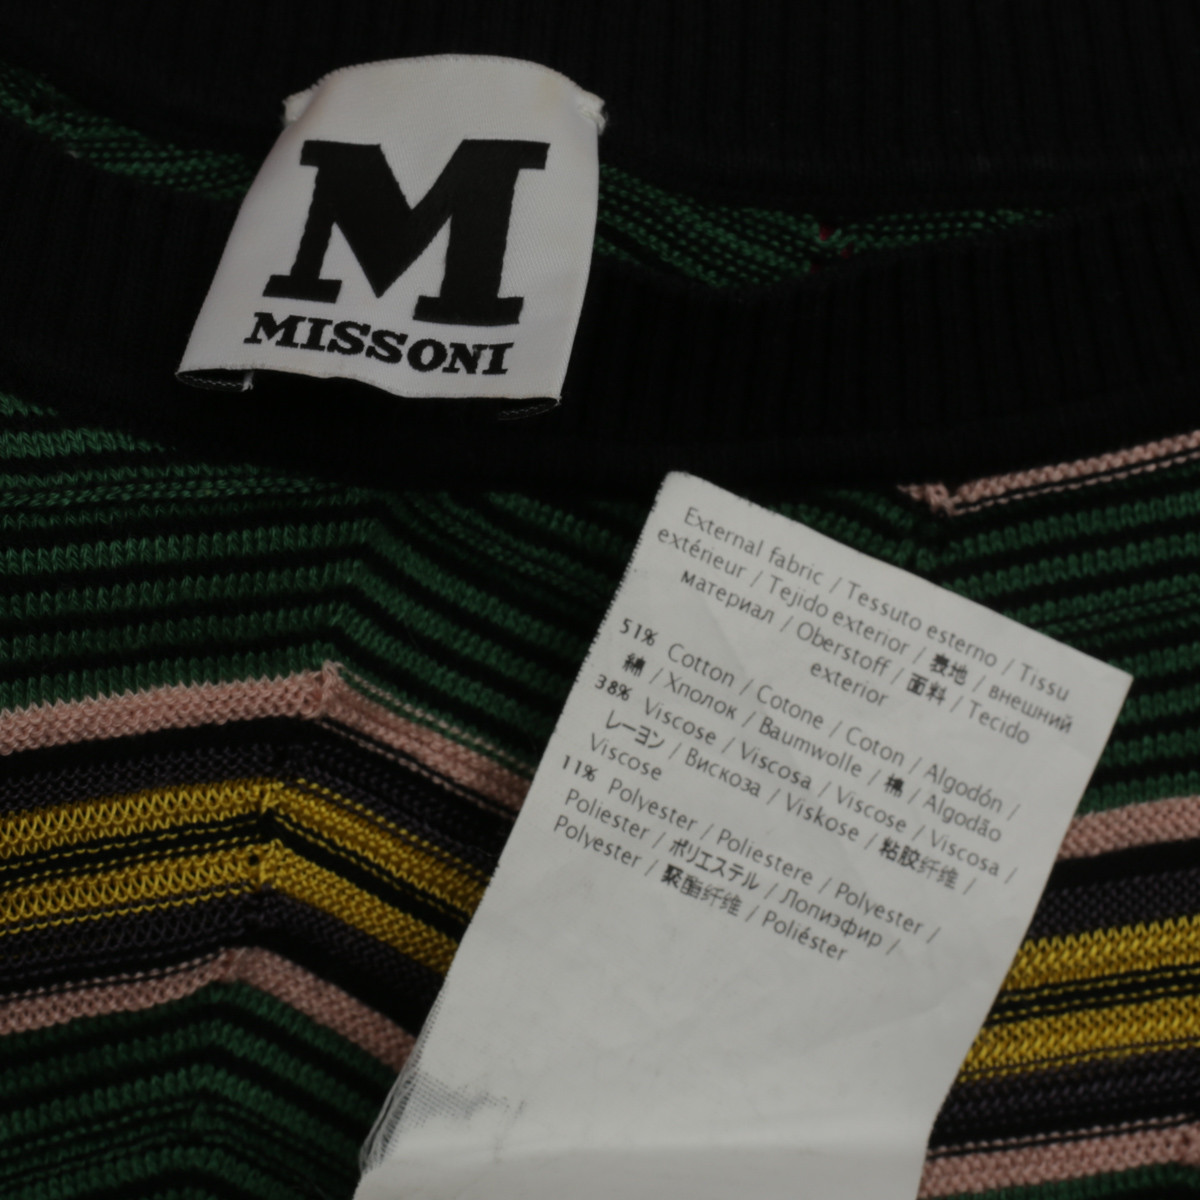 M
MISSONI
External fabric / Tessuto esterno / Tissu
extérieur / Tejido exterior / 表地 / внешний
материал / Oberstoff / 面料 / Tecido
exterior
51% Cotton / Cotone / Coton / Algodón /
綿 / Хполок / Baumwolle / 棉 / Algodão
38% Viscose / Viscosa / Viscose / Viscosa /
レーヨン / Вискоза / Viskose / 粘胶纤维 /
Viscose
11% Polyester / Poliestere / Polyester /
Poliester / ポリエステル / Лопиэфир /
Polyester / 聚酯纤维 / Poliéster